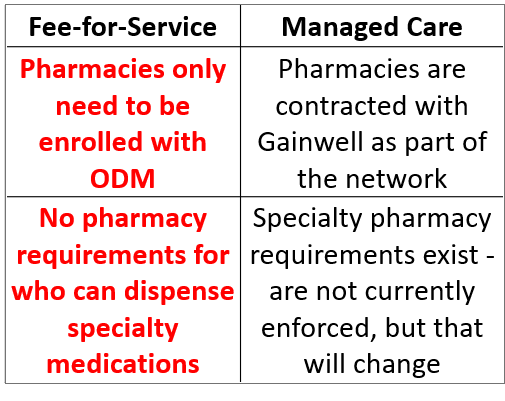 Fee-for-Service
Managed Care
Pharmacies only
need to be
enrolled with
ODM
Pharmacies are
contracted with
Gainwell as part of
the network
No pharmacy
requirements for
who can dispense
specialty
medications
Specialty pharmacy
requirements exist -
are not currently
enforced, but that
will change